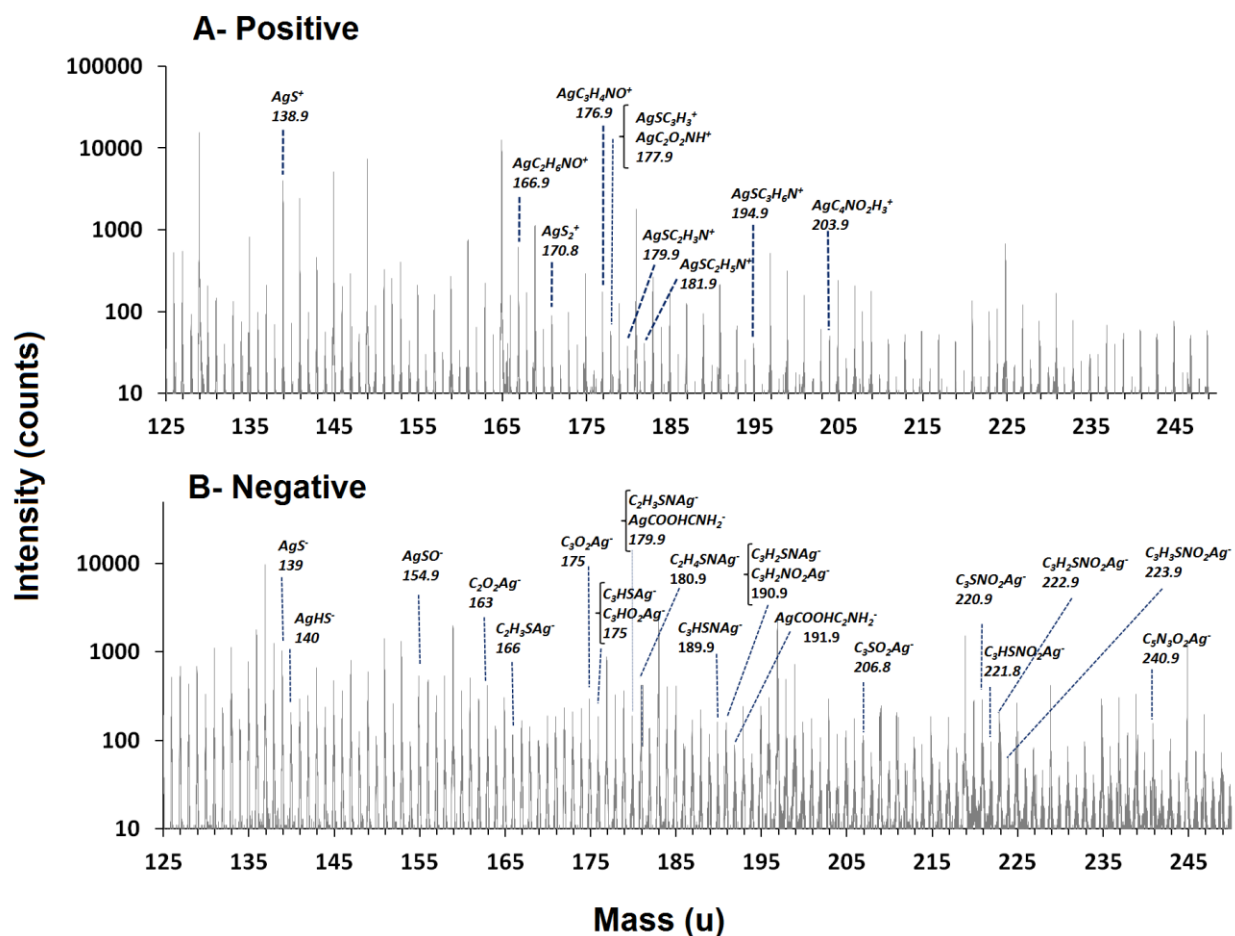 A- Positive
100000
10000
1000
100
10
AgS⁺
138.9
AgC₂H₆NO⁺
166.9
AgS₂⁺
170.8
AgC₃H₄NO⁺
176.9
AgSC₃H₃⁺
AgC₂O₂NH⁺
177.9
AgSC₂H₃N⁺
179.9
AgSC₂H₅N⁺
181.9
AgSC₃H₆N⁺
194.9
AgC₄NO₂H₃⁺
203.9
125 135 145 155 165 175 185 195 205 215 225 235 245
Intensity (counts)
B- Negative
10000
1000
100
10
AgS⁻
139
AgHS⁻
140
AgSO⁻
154.9
C₂O₂Ag⁻
163
C₂H₃SAg⁻
166
C₃O₂Ag⁻
175
C₃HSAg⁻
C₃HO₂Ag⁻
175
C₂H₃SNAg⁻
AgCOOHCNH₂⁻
179.9
C₂H₄SNAg⁻
180.9
C₃HSNAg⁻
189.9
C₃H₂SNAg⁻
C₃H₂NO₂Ag⁻
190.9
AgCOOHC₂NH₂⁻
191.9
C₃SO₂Ag⁻
206.8
C₃SNO₂Ag⁻
220.9
C₃HSNO₂Ag⁻
221.8
C₃H₂SNO₂Ag⁻
222.9
C₃H₃SNO₂Ag⁻
223.9
C₅N₃O₂Ag⁻
240.9
125 135 145 155 165 175 185 197 205 215 225 235 245
Mass (u)